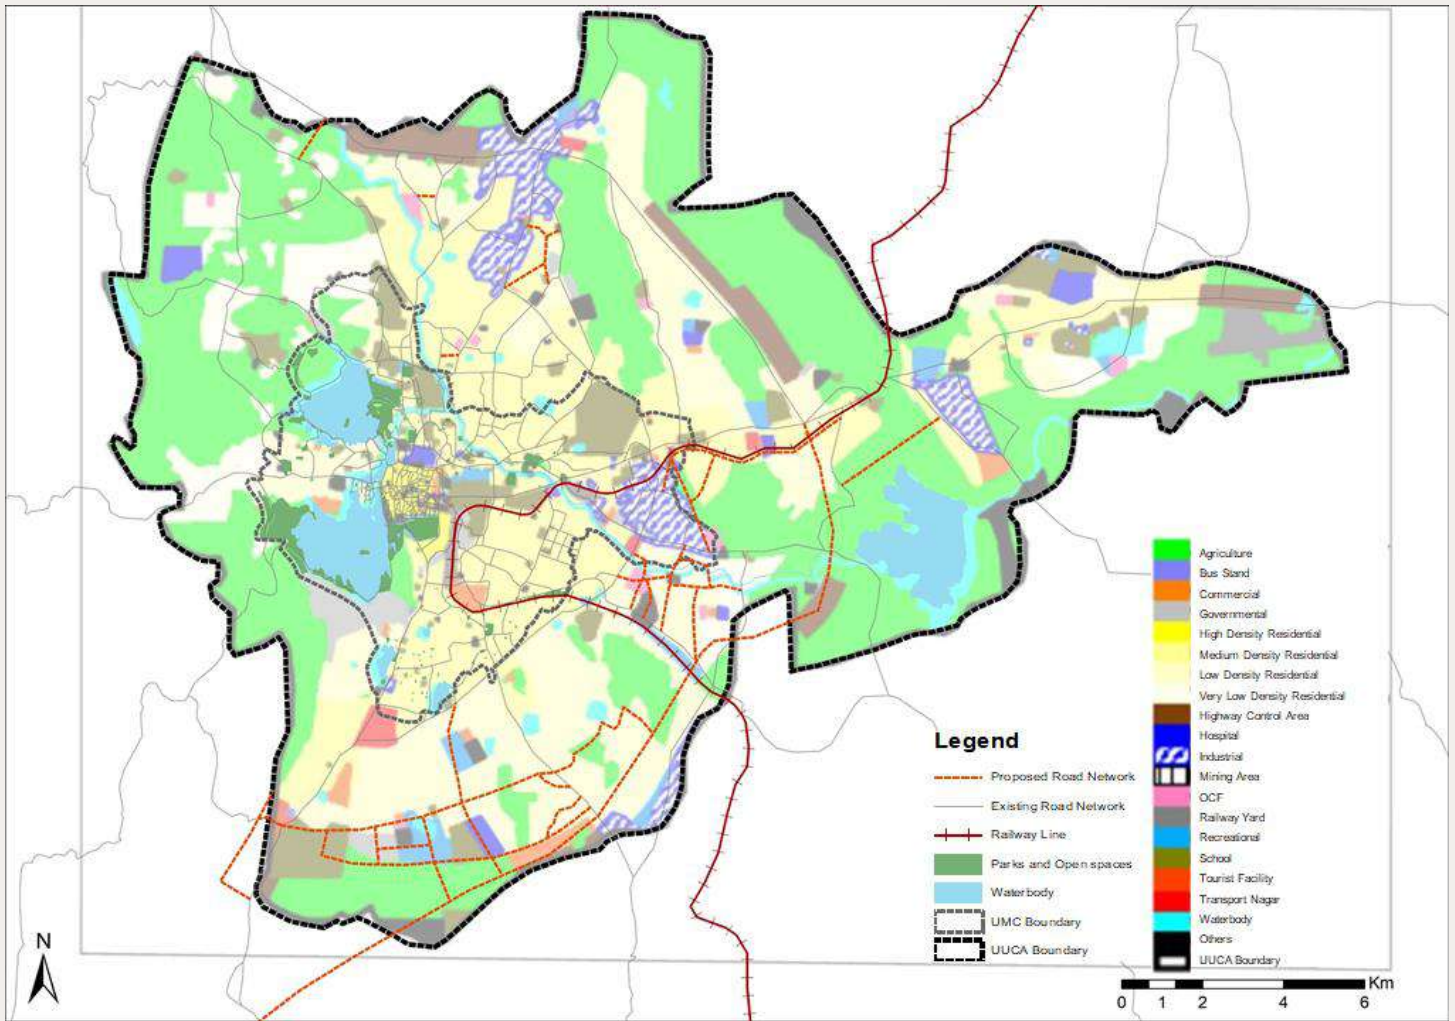 Legend
Proposed Road Network
Existing Road Network
Railway Line
Parks and Open spaces
Waterbody
UMC Boundary
UUCA Boundary
Agriculture
Bus Stand
Commercial
Governmental
High Density Residential
Medium Density Residential
Low Density Residential
Very Low Density Residential
Highway Control Area
Hospital
Industrial
Mining Area
OCF
Railway Yard
Recreational
School
Tourist Facility
Transport Nagar
Waterbody
Others
UUCA Boundary
N
Km
0 1 2 4 6